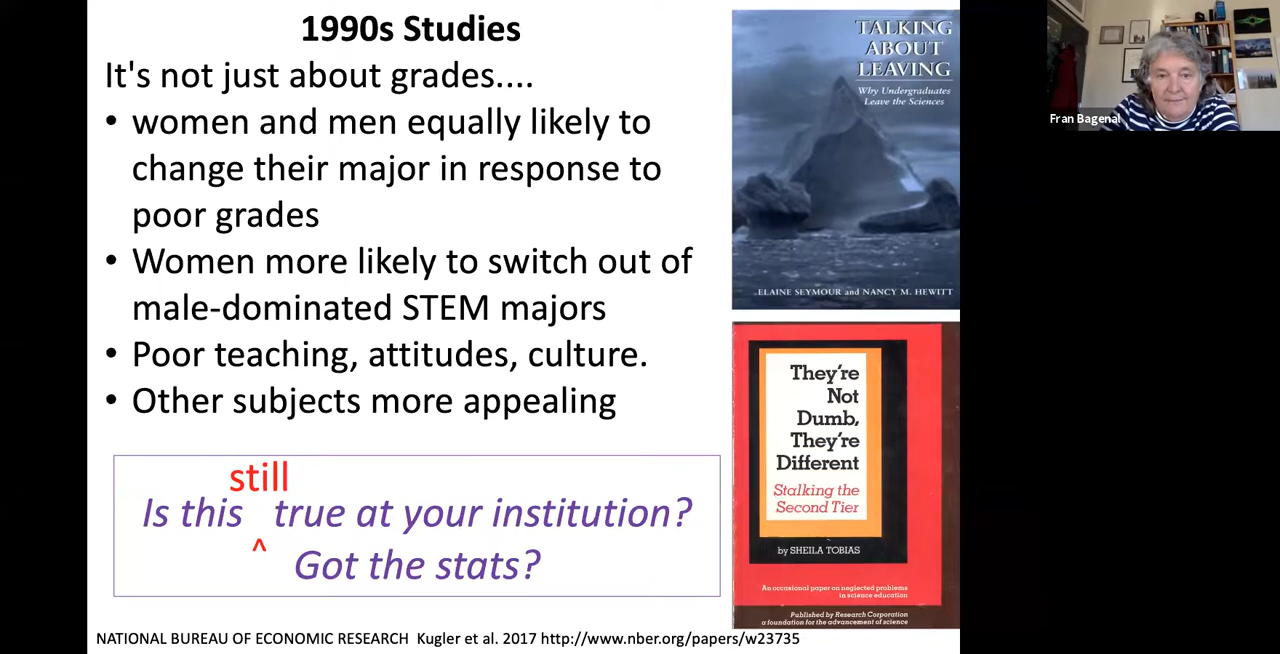 1990s Studies
It's not just about grades....
• women and men equally likely to
change their major in response to
poor grades
• Women more likely to switch out of
male-dominated STEM majors
• Poor teaching, attitudes, culture.
• Other subjects more appealing
still
Is this true at your institution?
^
Got the stats?
NATIONAL BUREAU OF ECONOMIC RESEARCH Kugler et al. 2017 http://www.nber.org/papers/w23735
TALKING
ABOUT
LEAVING
Why Undergraduates
Leave the Sciences
ELAINE SEYMOUR and NANCY M. HEWITT
They're
Not
Dumb,
They're
Different
Stalking the
Second Tier
by SHEILA TOBIAS
An occasional paper on neglected problems
in science education
Published by Research Corporation
a foundation for the advancement of science
Fran Bagenal